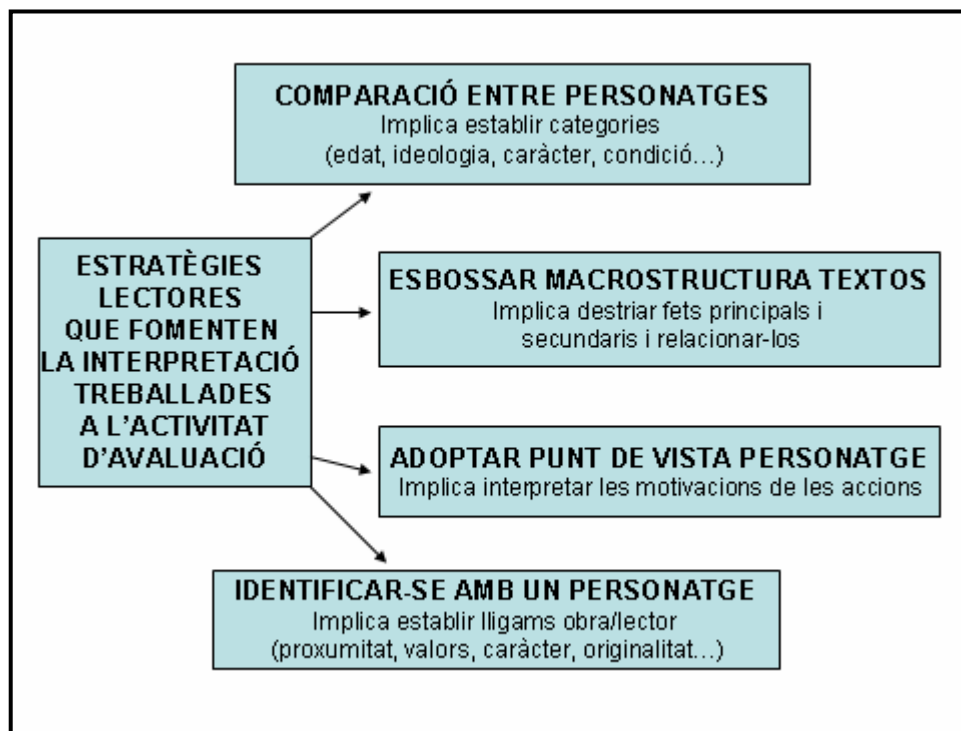 COMPARACIÓ ENTRE PERSONATGES
Implica establir categories
(edat, ideologia, caràcter, condició...)
ESTRATÈGIES
LECTORES
QUE FOMENTEN
LA INTERPRETACIÓ
TREBALLADES
A L'ACTIVITAT
D'AVALUACIÓ
ESBOSSAR MACROSTRUCTURA TEXTOS
Implica destriar fets principals i
secundaris i relacionar-los
ADOPTAR PUNT DE VISTA PERSONATGE
Implica interpretar les motivacions de les accions
IDENTIFICAR-SE AMB UN PERSONATGE
Implica establir lligams obra/lector
(proxumitat, valors, caràcter, originalitat...)